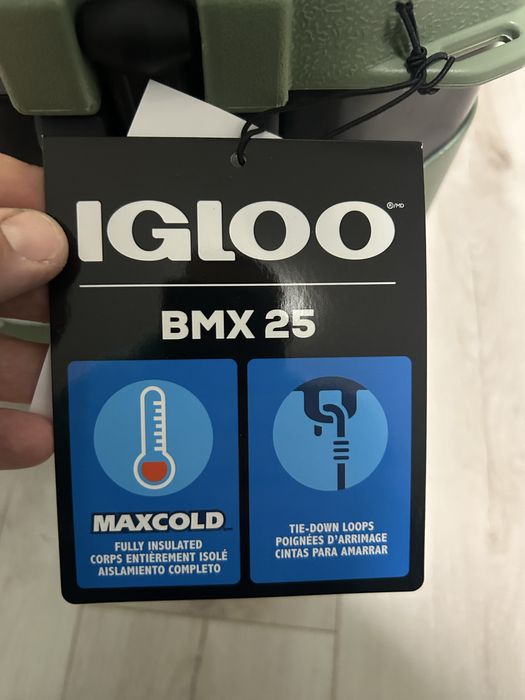 IGLOO ®/MD
BMX 25
MAXCOLD
FULLY INSULATED
CORPS ENTIÈREMENT ISOLÉ
AISLAMIENTO COMPLETO
TIE-DOWN LOOPS
POIGNÉES D'ARRIMAGE
CINTAS PARA AMARRAR